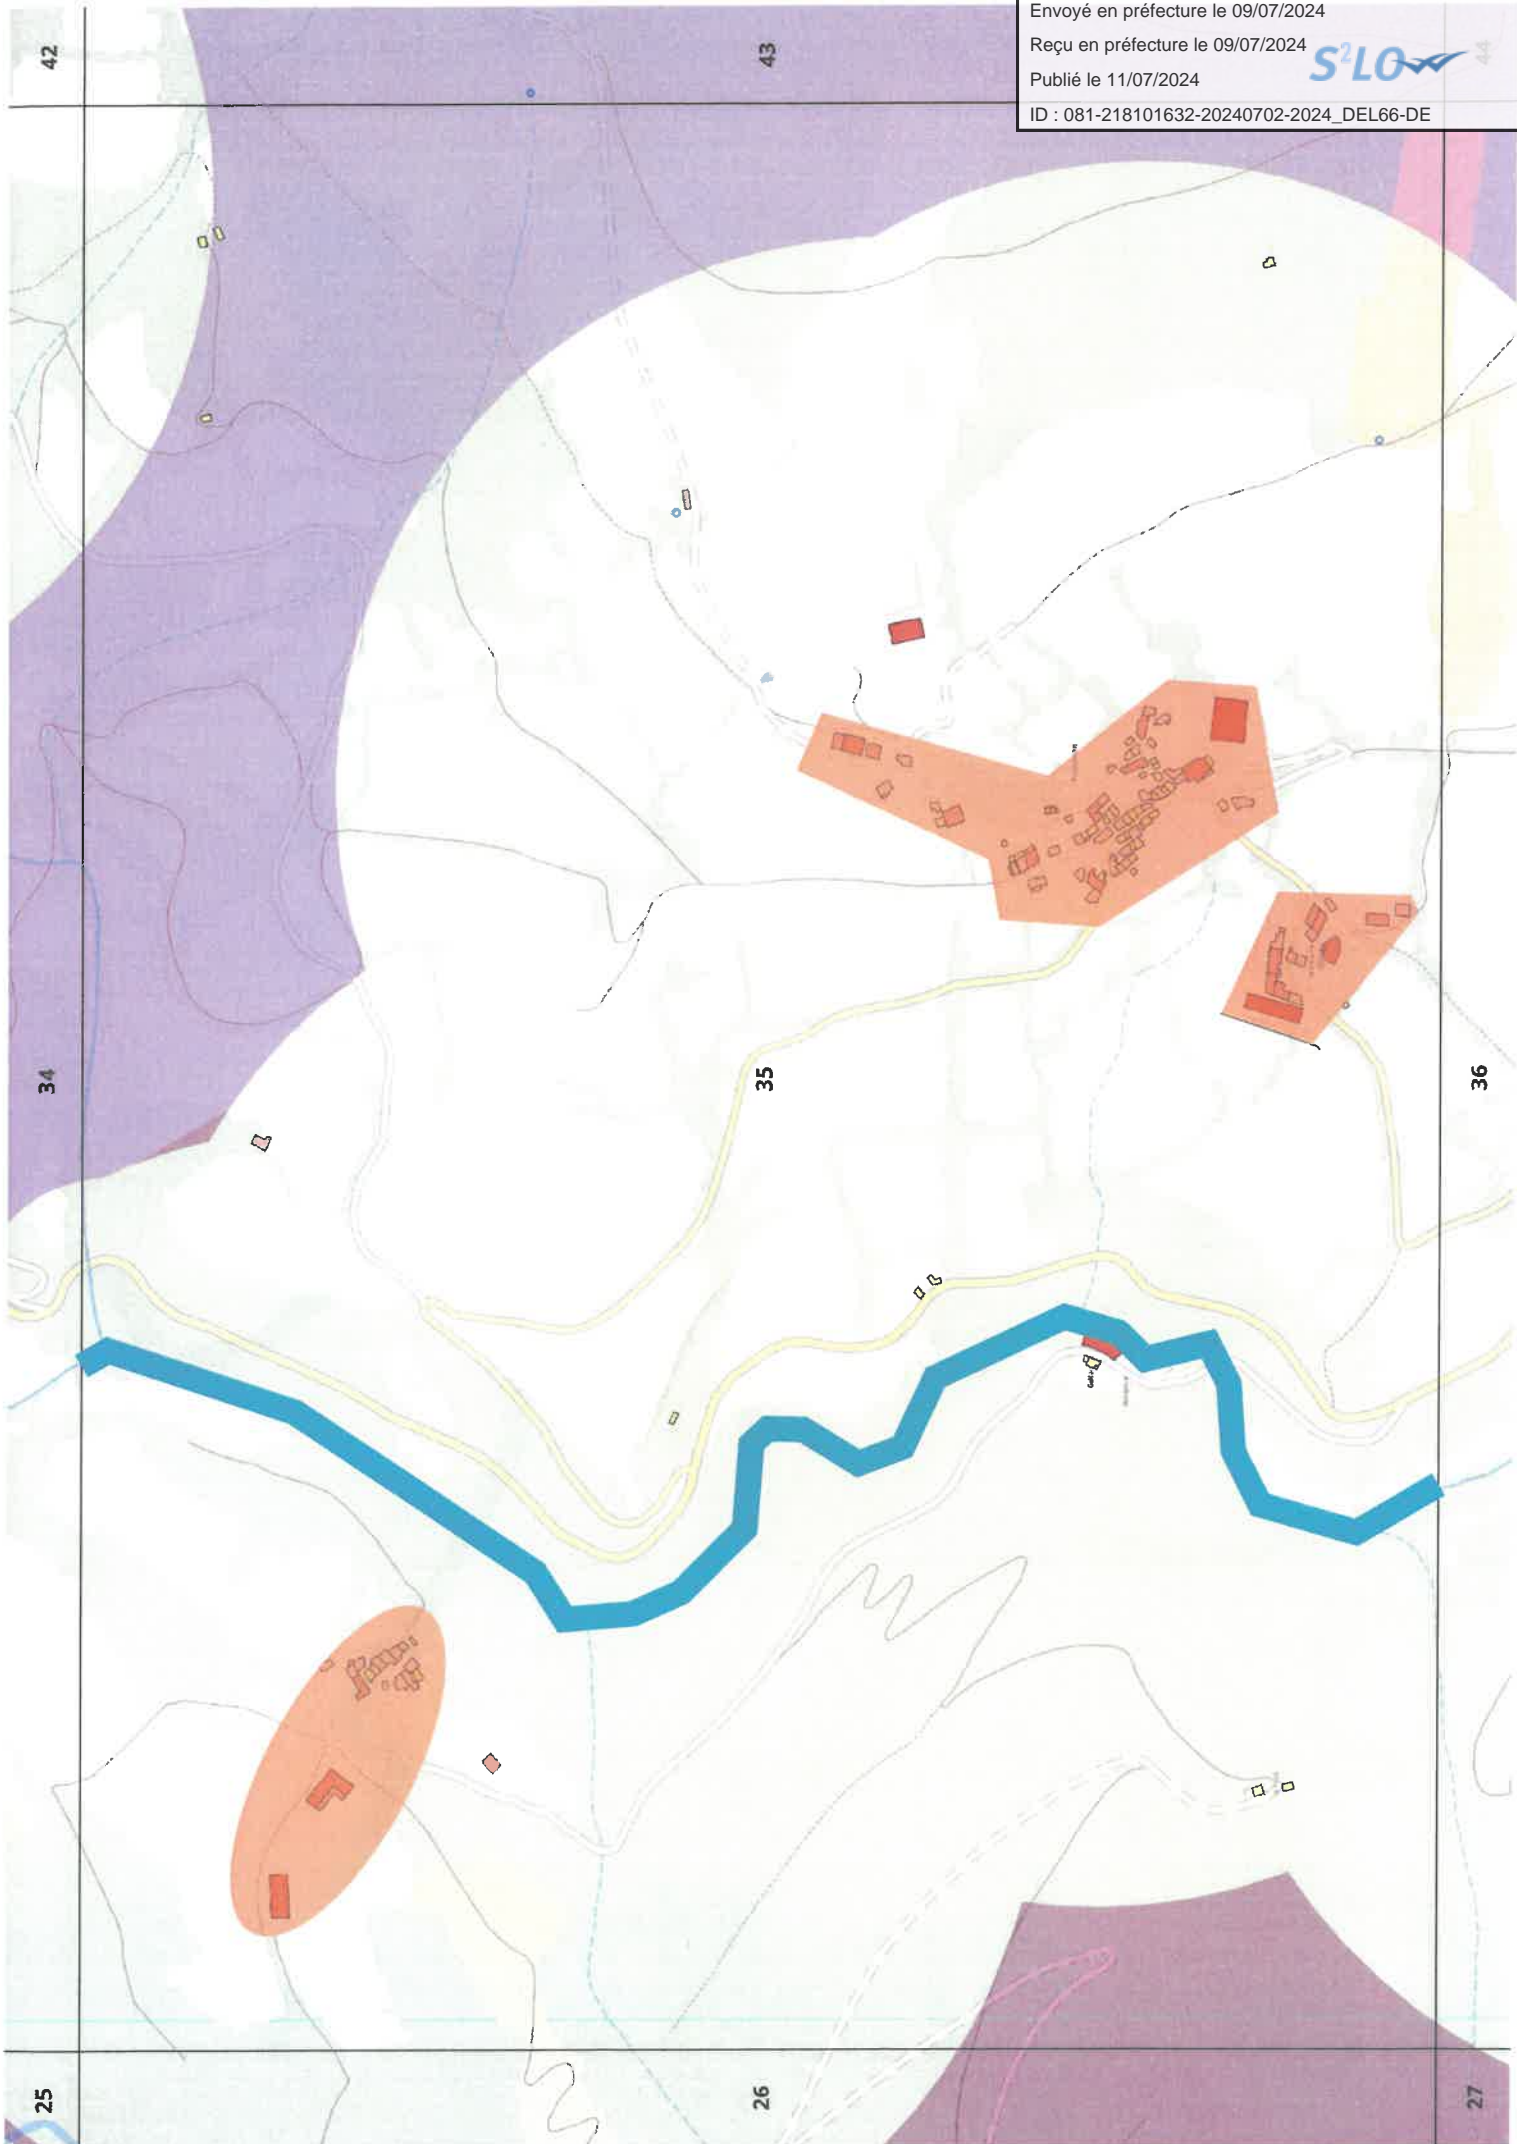 Envoyé en préfecture le 09/07/2024
Reçu en préfecture le 09/07/2024
Publié le 11/07/2024
S²LO
ID : 081-218101632-20240702-2024_DEL66-DE
42
43
44
34
35
36
25
26
27